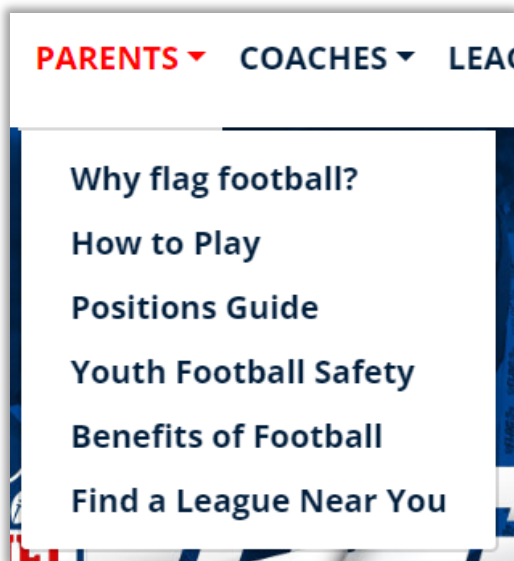 PARENTS COACHES
Why flag football?
How to Play
Positions Guide
Youth Football Safety
Benefits of Football
Find a League Near You